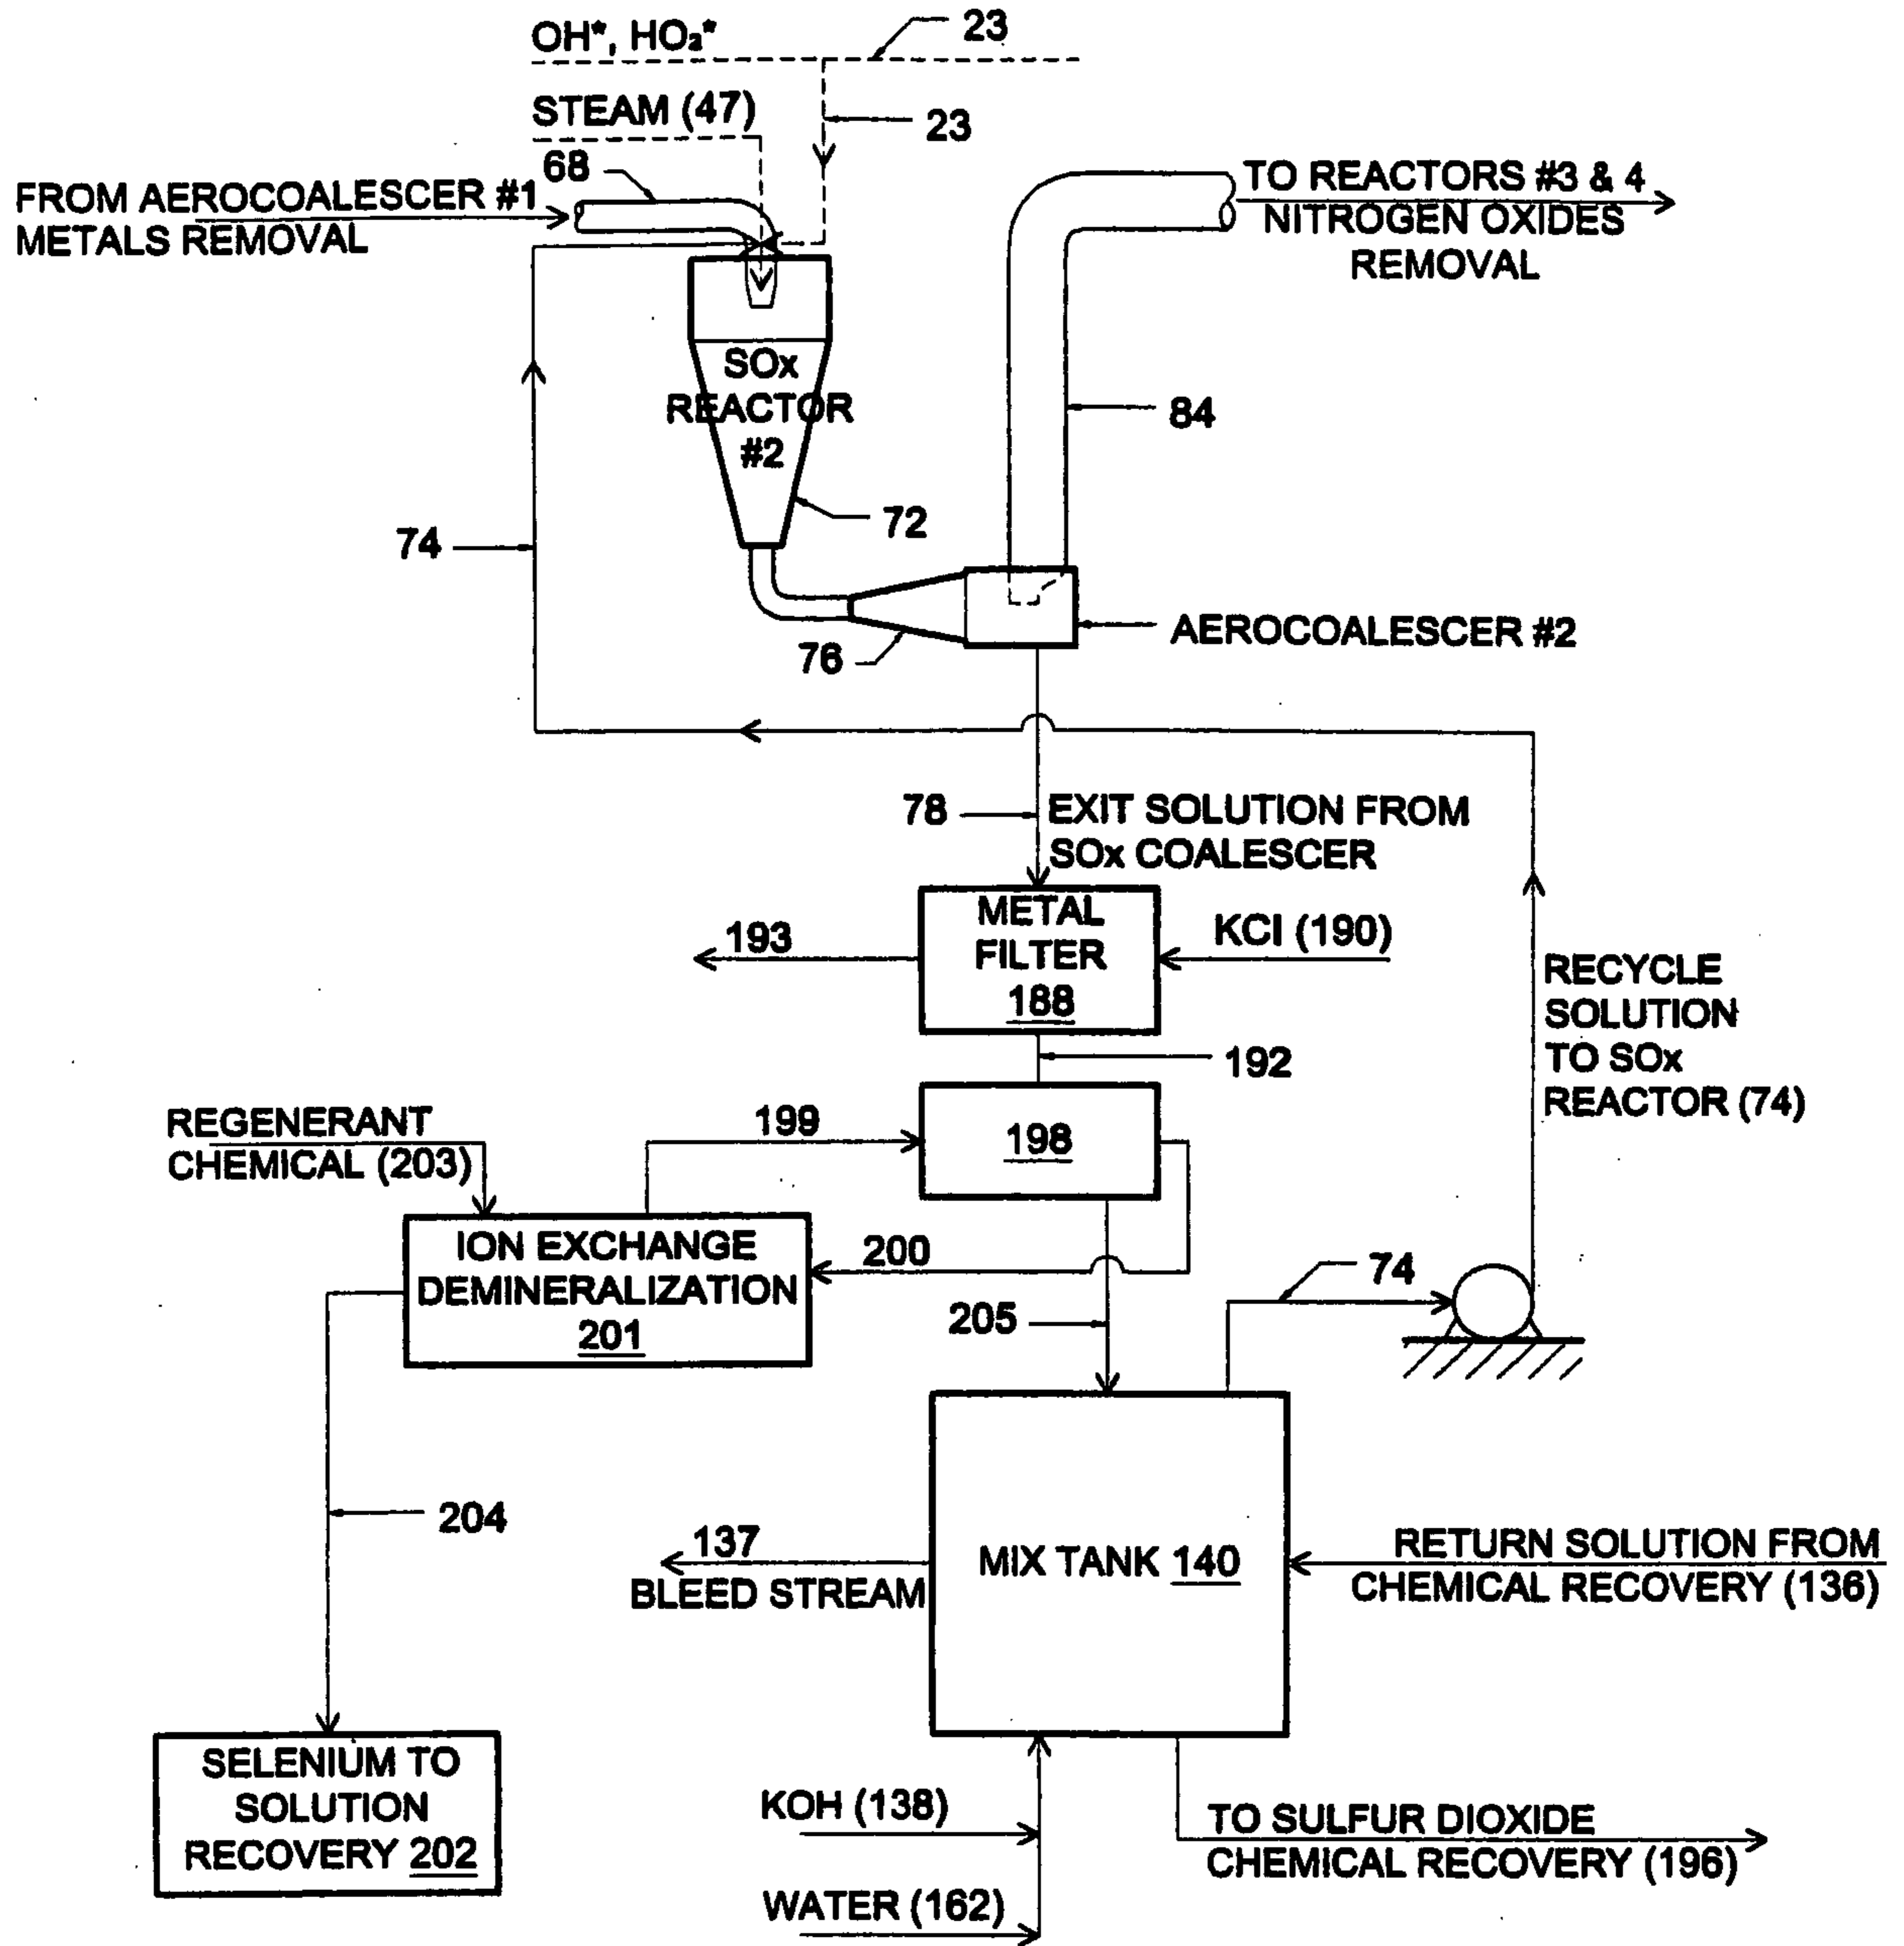 OH*, HO₂*
23
STEAM (47)
23
68
FROM AEROCOALESCER #1
METALS REMOVAL
TO REACTORS #3 & 4
NITROGEN OXIDES
REMOVAL
SOx
REACTOR
#2
84
72
74
76
AEROCOALESCER #2
78
EXIT SOLUTION FROM
SOx COALESCER
METAL
FILTER
188
193
KCl (190)
RECYCLE
SOLUTION
TO SOx
REACTOR (74)
192
REGENERANT
CHEMICAL (203)
199
198
ION EXCHANGE
DEMINERALIZATION
201
200
74
205
204
137
BLEED STREAM
MIX TANK 140
RETURN SOLUTION FROM
CHEMICAL RECOVERY (136)
SELENIUM TO
SOLUTION
RECOVERY 202
KOH (138)
TO SULFUR DIOXIDE
CHEMICAL RECOVERY (196)
WATER (162)